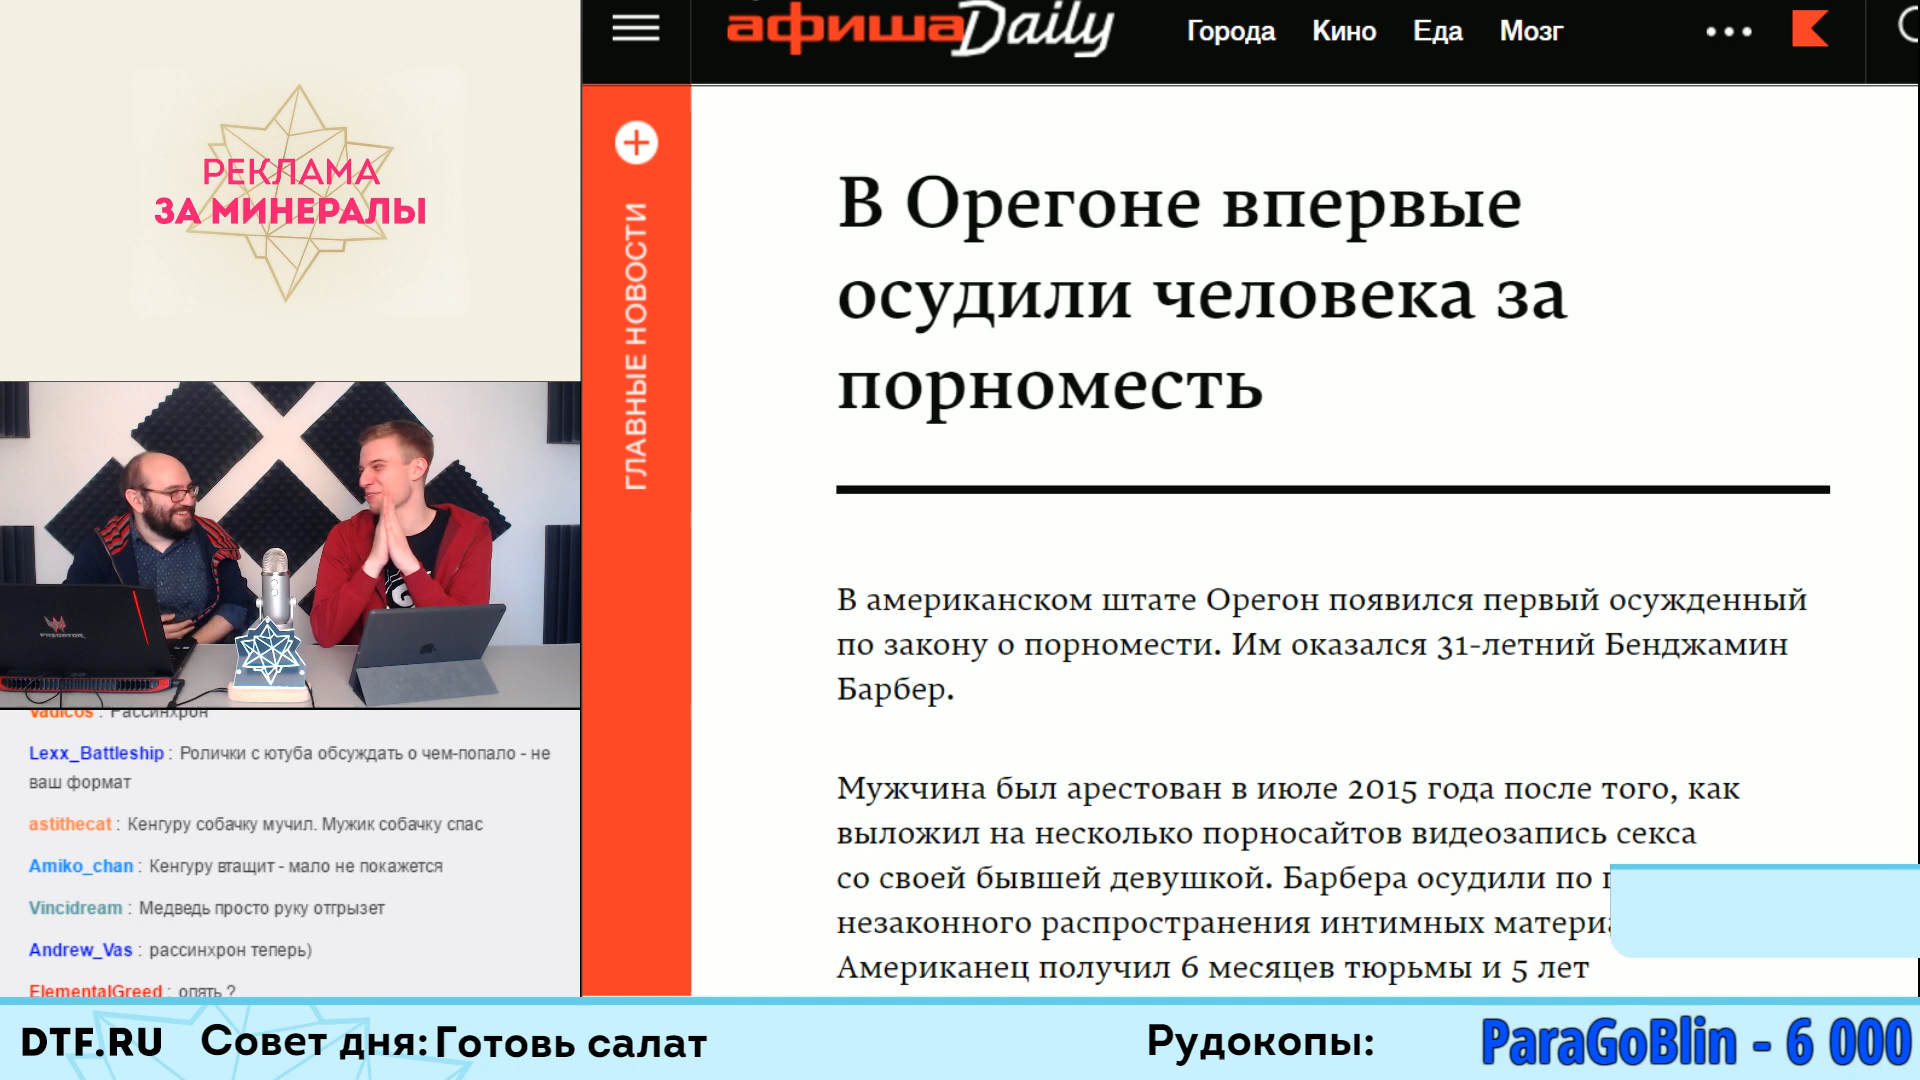 РЕКЛАМА
ЗА МИНЕРАЛЫ
афишаDaily
Города Кино Еда Мозг
ГЛАВНЫЕ НОВОСТИ
В Орегоне впервые
осудили человека за
порноместь
В американском штате Орегон появился первый осужденный
по закону о порномести. Им оказался 31-летний Бенджамин
Барбер.
Мужчина был арестован в июле 2015 года после того, как
выложил на несколько порносайтов видеозапись секса
со своей бывшей девушкой. Барбера осудили по
незаконного распространения интимных
Американец получил 6 месяцев тюрьмы и 5 лет
PREDATOR
Vadicos : Рассинхрон
Lexx_Battleship : Ролички с ютуба обсуждать о чем-попало - не
ваш формат
astithecat : Кенгуру собачку мучил. Мужик собачку спас
Amiko_chan : Кенгуру втащит - мало не покажется
Vincidream : Медведь просто руку отгрызет
Andrew_Vas : рассинхрон теперь)
ElementalGreed : опять ?
DTF.RU Совет дня: Готовь салат Рудокопы: ParaGoBlin - 6 000